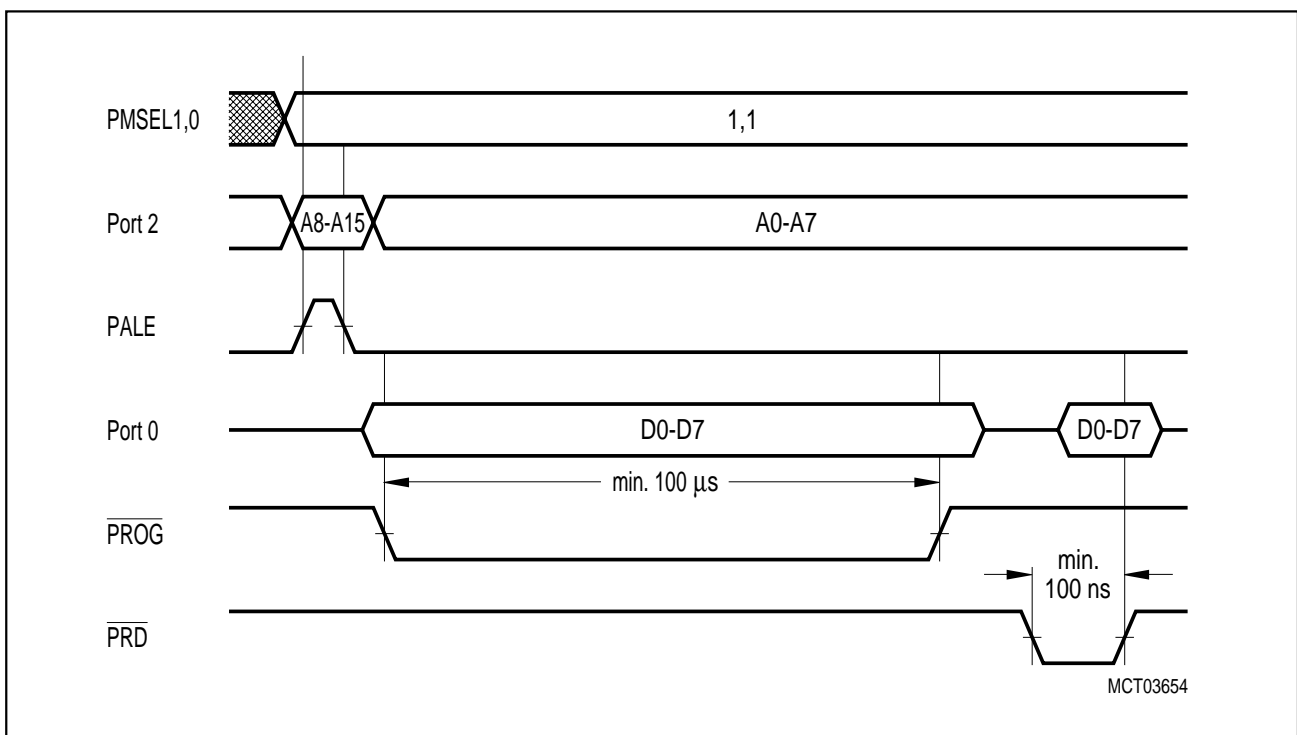 PMSEL1,0
1,1
Port 2
A8-A15
A0-A7
PALE
Port 0
D0-D7
D0-D7
min. 100 μs
PROG
min.
100 ns
PRD
MCT03654